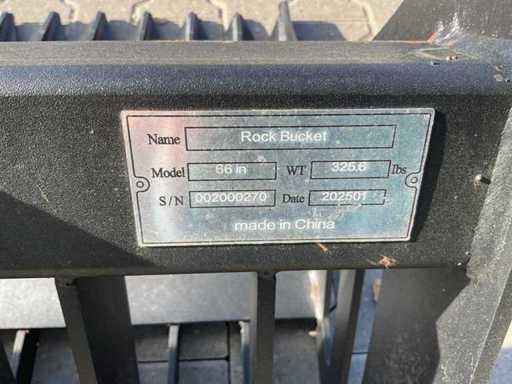 Name Rock Bucket
Model 66 in WT 325.6 lbs
S/N 002000270 Date 202501
made in China